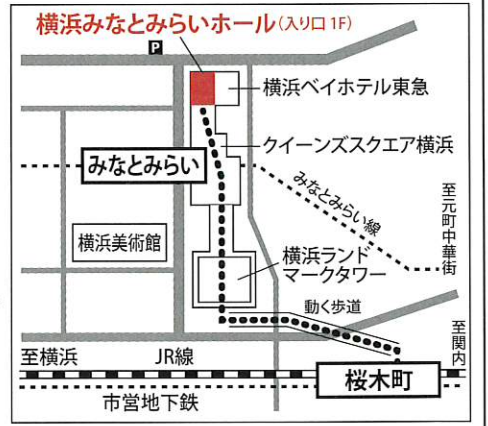 横浜みなとみらいホール(入り口1F)
P
横浜ベイホテル東急
クイーンズスクエア横浜
みなとみらい
みなとみらい線
至元町中華街
横浜美術館
横浜ランド
マークタワー
動く歩道
至横浜
JR線
至関内
桜木町
市営地下鉄